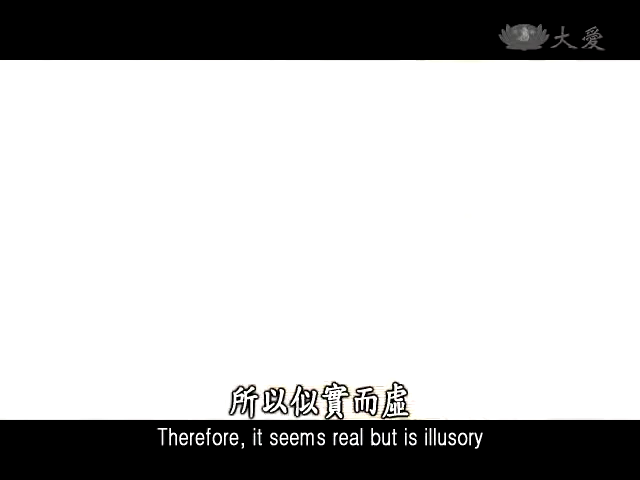 大愛
所以似實而虛
Therefore, it seems real but is illusory